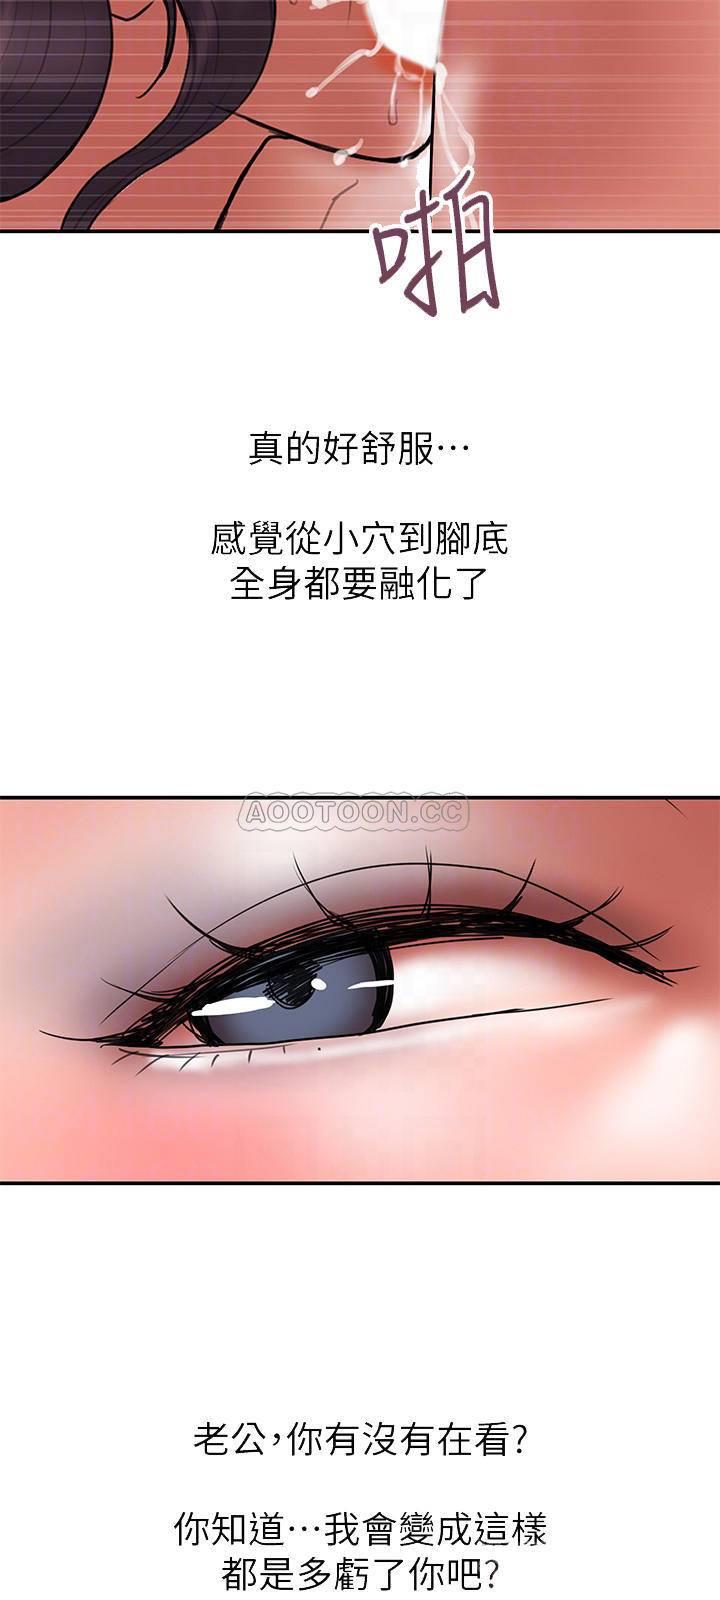 啪
真的好舒服…
感覺從小穴到腳底
全身都要融化了
AOOTOON.CC
老公,你有沒有在看?
你知道…我會變成這樣
都是多虧了你吧?